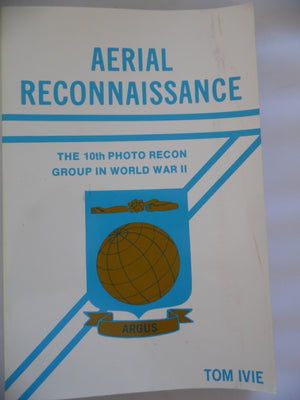 AERIAL
RECONNAISSANCE
THE 10th PHOTO RECON
GROUP IN WORLD WAR II
ARGUS
TOM IVIE